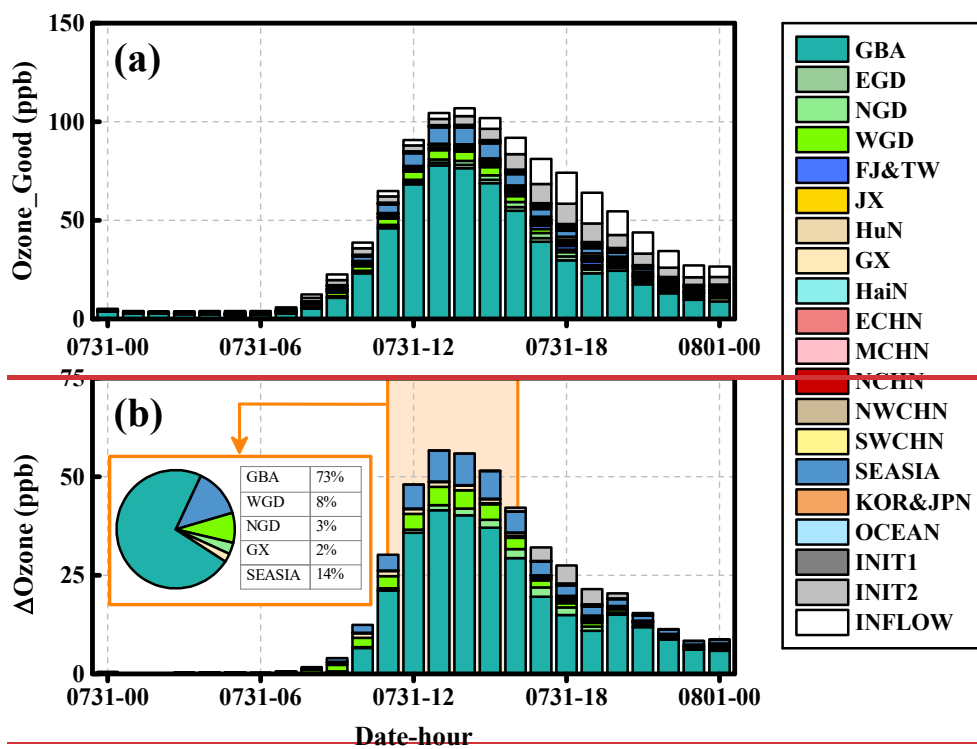 150
(a)
100
50
0
Ozone_Good (ppb)
0731-00 0731-06 0731-12 0731-18 0801-00
75
(b)
50
25
0
ΔOzone (ppb)
GBA 73%
WGD 8%
NGD 3%
GX 2%
SEASIA 14%
0731-00 0731-06 0731-12 0731-18 0801-00
Date-hour
GBA
EGD
NGD
WGD
FJ&TW
JX
HuN
GX
HaiN
ECHN
MCHN
NCHN
NWCHN
SWCHN
SEASIA
KOR&JPN
OCEAN
INIT1
INIT2
INFLOW